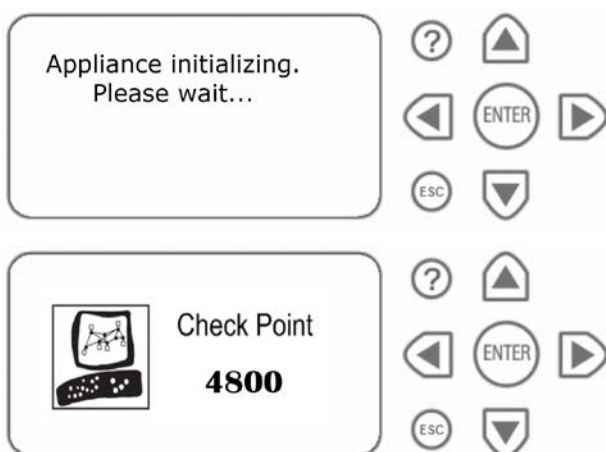 Appliance initializing.
Please wait...
?
ENTER
ESC
Check Point
4800
?
ENTER
ESC